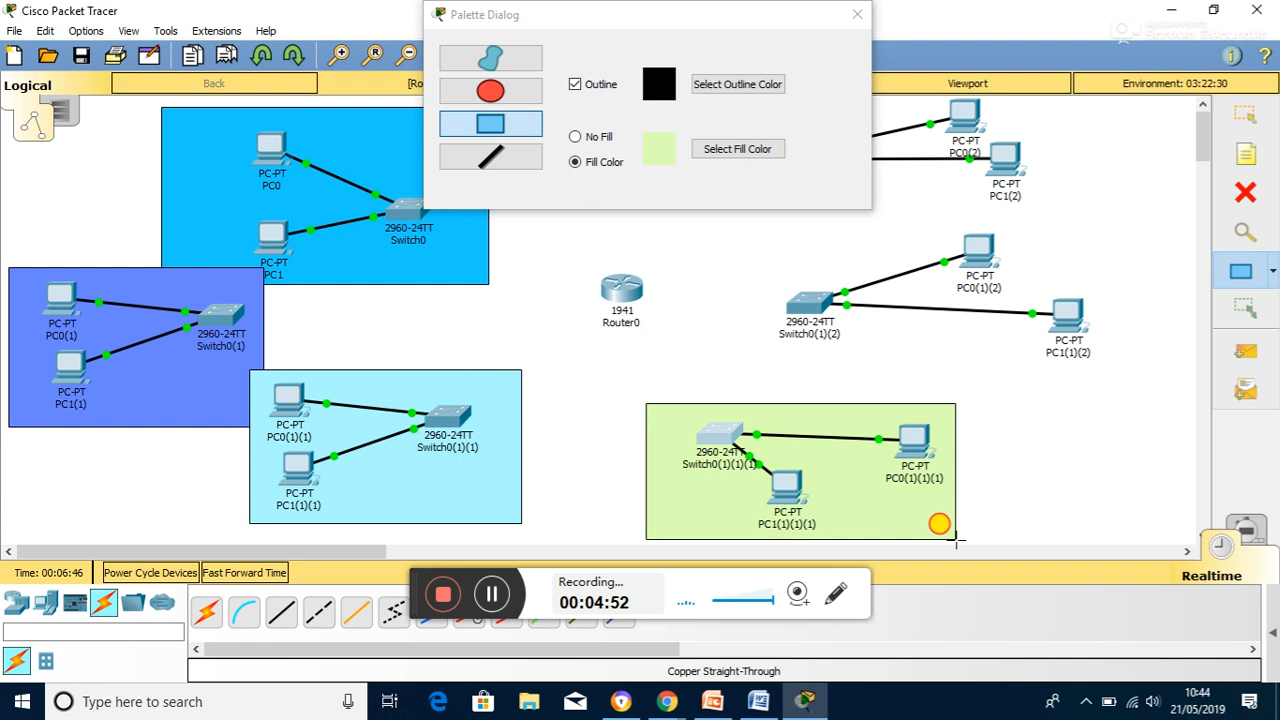 Cisco Packet Tracer
File Edit Options View Tools Extensions Help
Palette Dialog
Outline
Select Outline Color
No Fill
Fill Color
Select Fill Color
Logical
Back
[Ro
Viewport
Environment: 03:22:30
PC-PT
PC0
PC-PT
PC1
2960-24TT
Switch0
PC-PT
PC0(2)
PC-PT
PC1(2)
PC-PT
PC0(1)
PC-PT
PC1(1)
2960-24TT
Switch0(1)
1941
Router0
2960-24TT
Switch0(1)(2)
PC-PT
PC0(1)(2)
PC-PT
PC1(1)(2)
PC-PT
PC0(1)(1)
PC-PT
PC1(1)(1)
2960-24TT
Switch0(1)(1)
2960-24TT
Switch0(1)(1)(1)
PC-PT
PC0(1)(1)(1)
PC-PT
PC1(1)(1)(1)
Time: 00:06:46
Power Cycle Devices
Fast Forward Time
Realtime
Recording...
00:04:52
Copper Straight-Through
Type here to search
10:44
21/05/2019